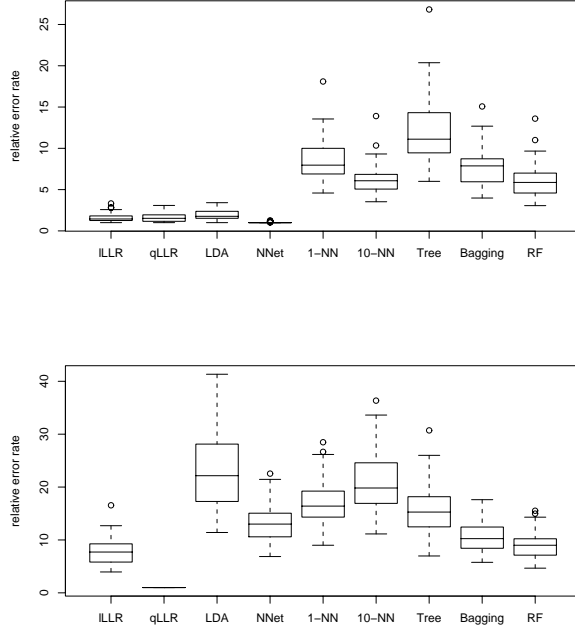 25
20
15
10
5
0
relative error rate
lLLR qLLR LDA NNet 1−NN 10−NN Tree Bagging RF
40
30
20
10
0
relative error rate
lLLR qLLR LDA NNet 1−NN 10−NN Tree Bagging RF